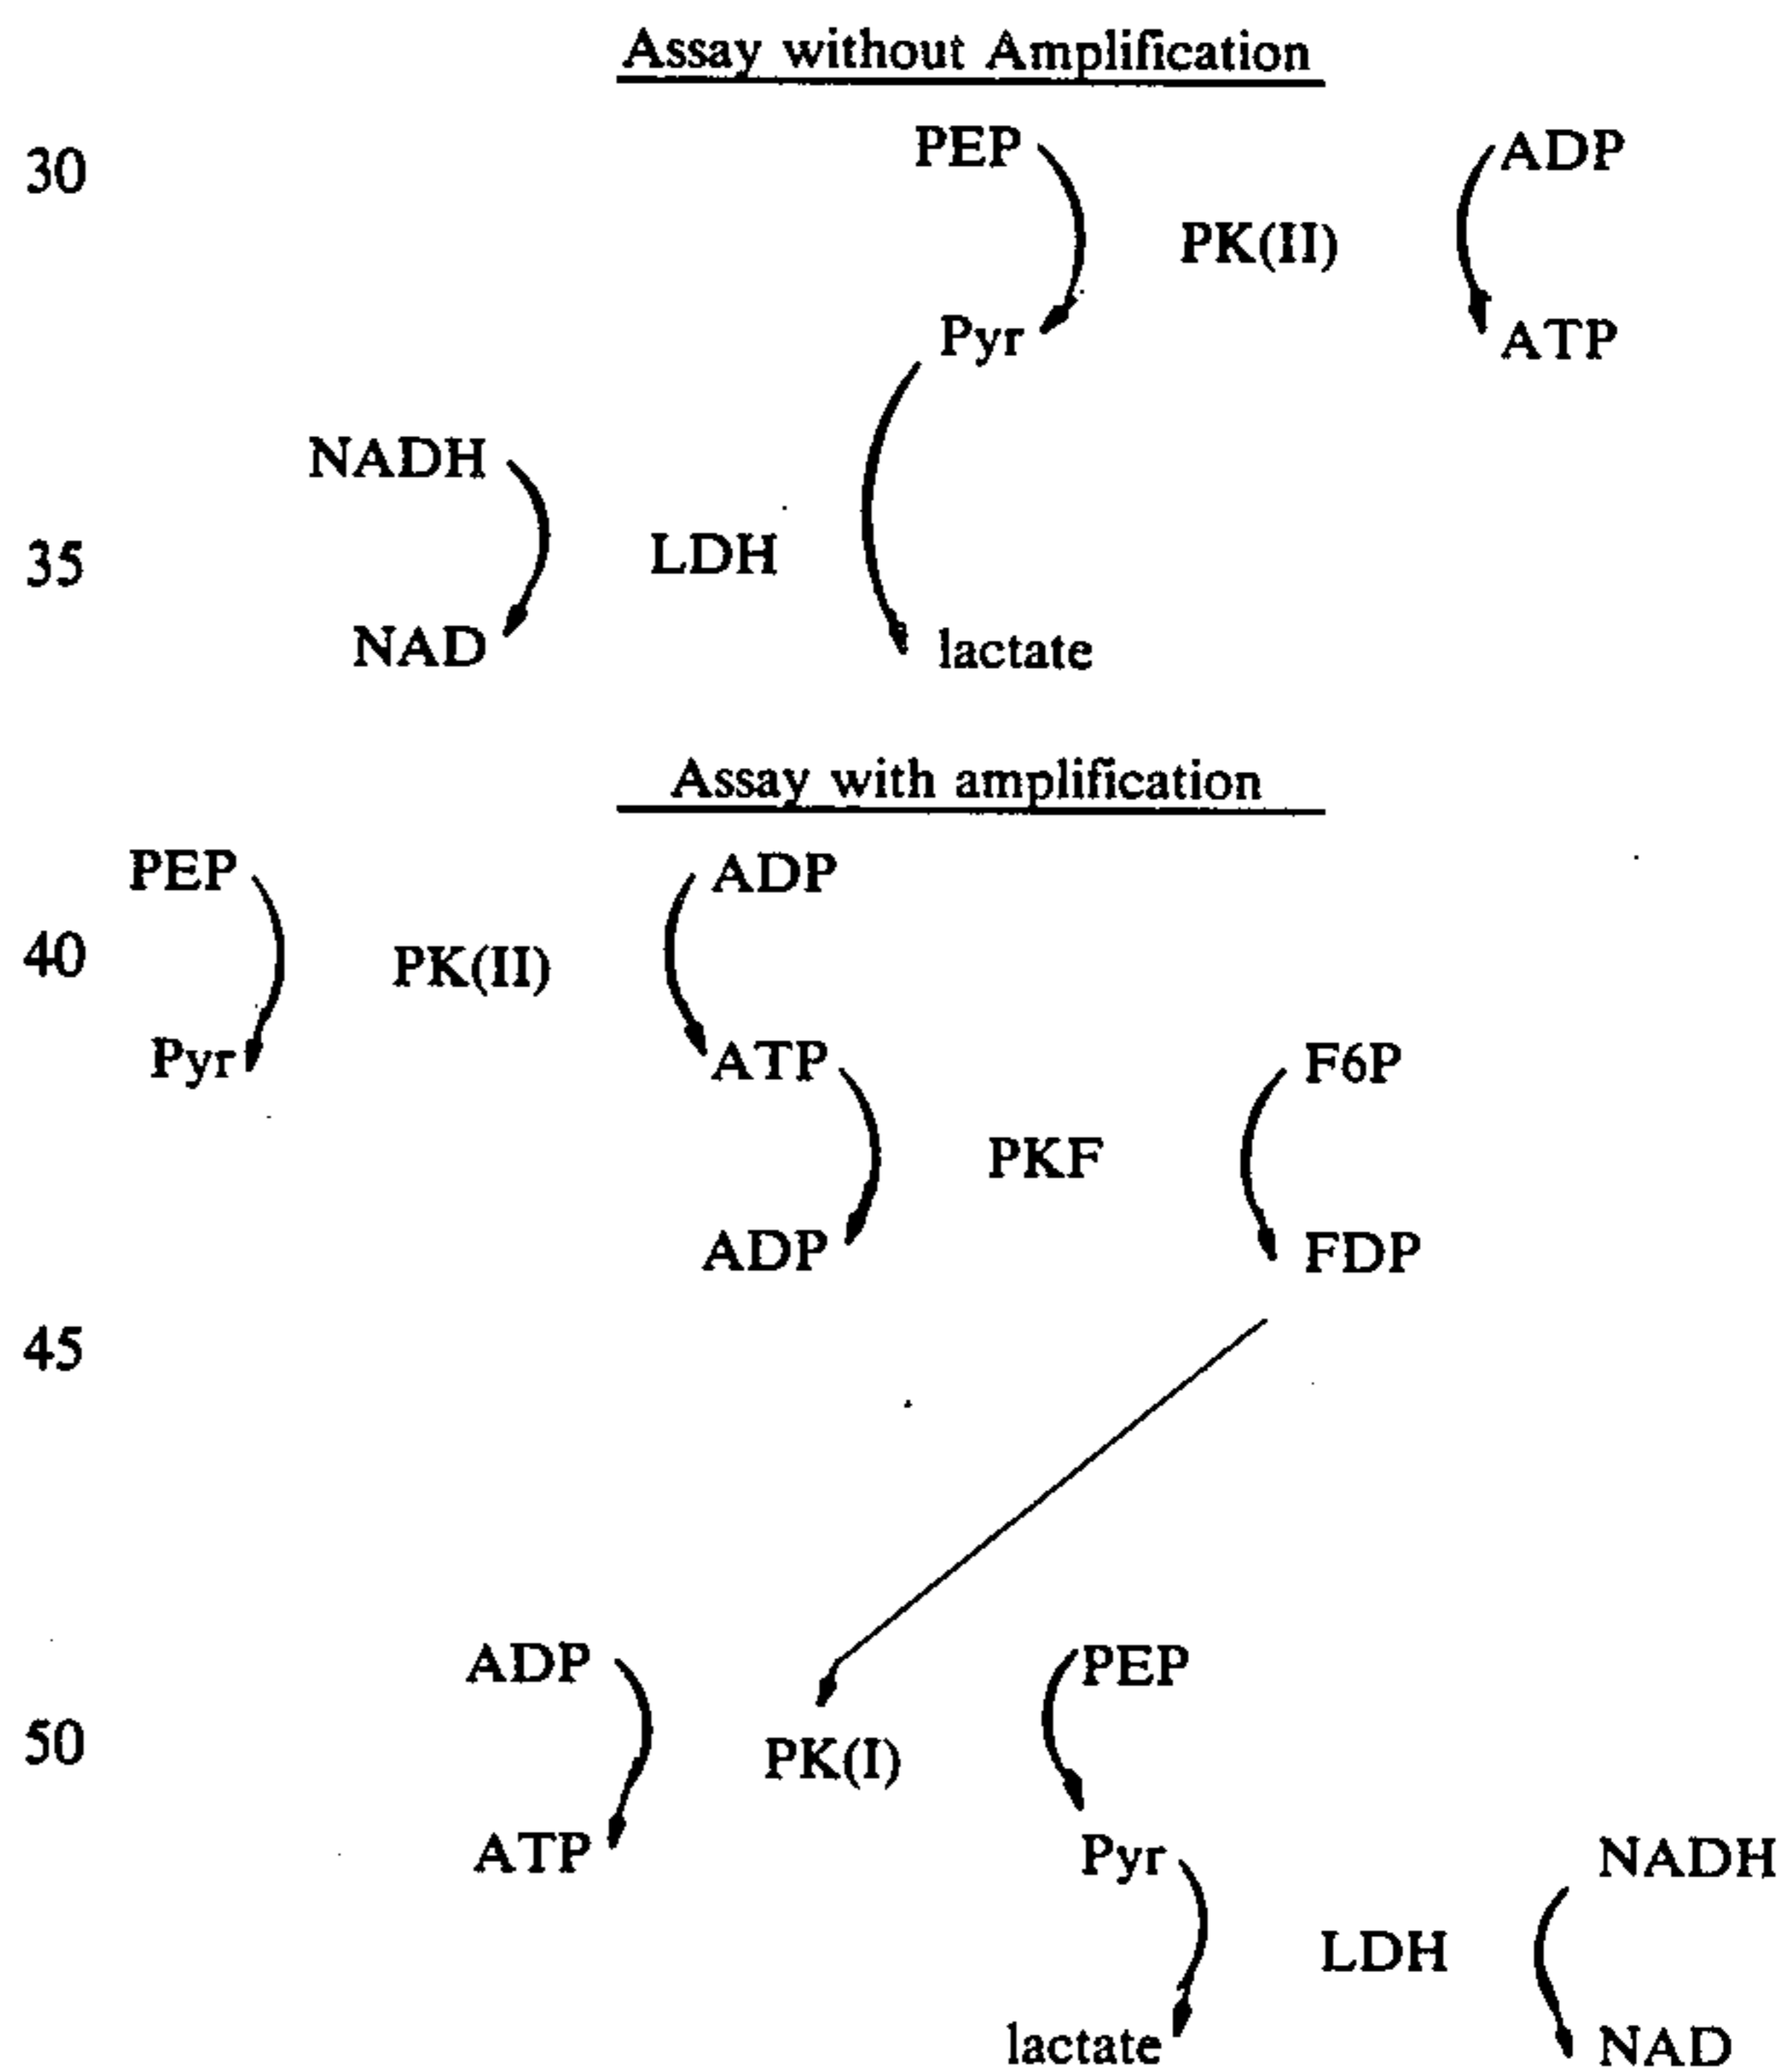 Assay without Amplification
30 PEP ADP
PK(II)
Pyr ATP
NADH
35 LDH
NAD lactate
Assay with amplification
PEP ADP
40 PK(II)
Pyr ATP F6P
PKF
ADP FDP
45
ADP PEP
50 PK(I)
ATP Pyr NADH
LDH
lactate NAD